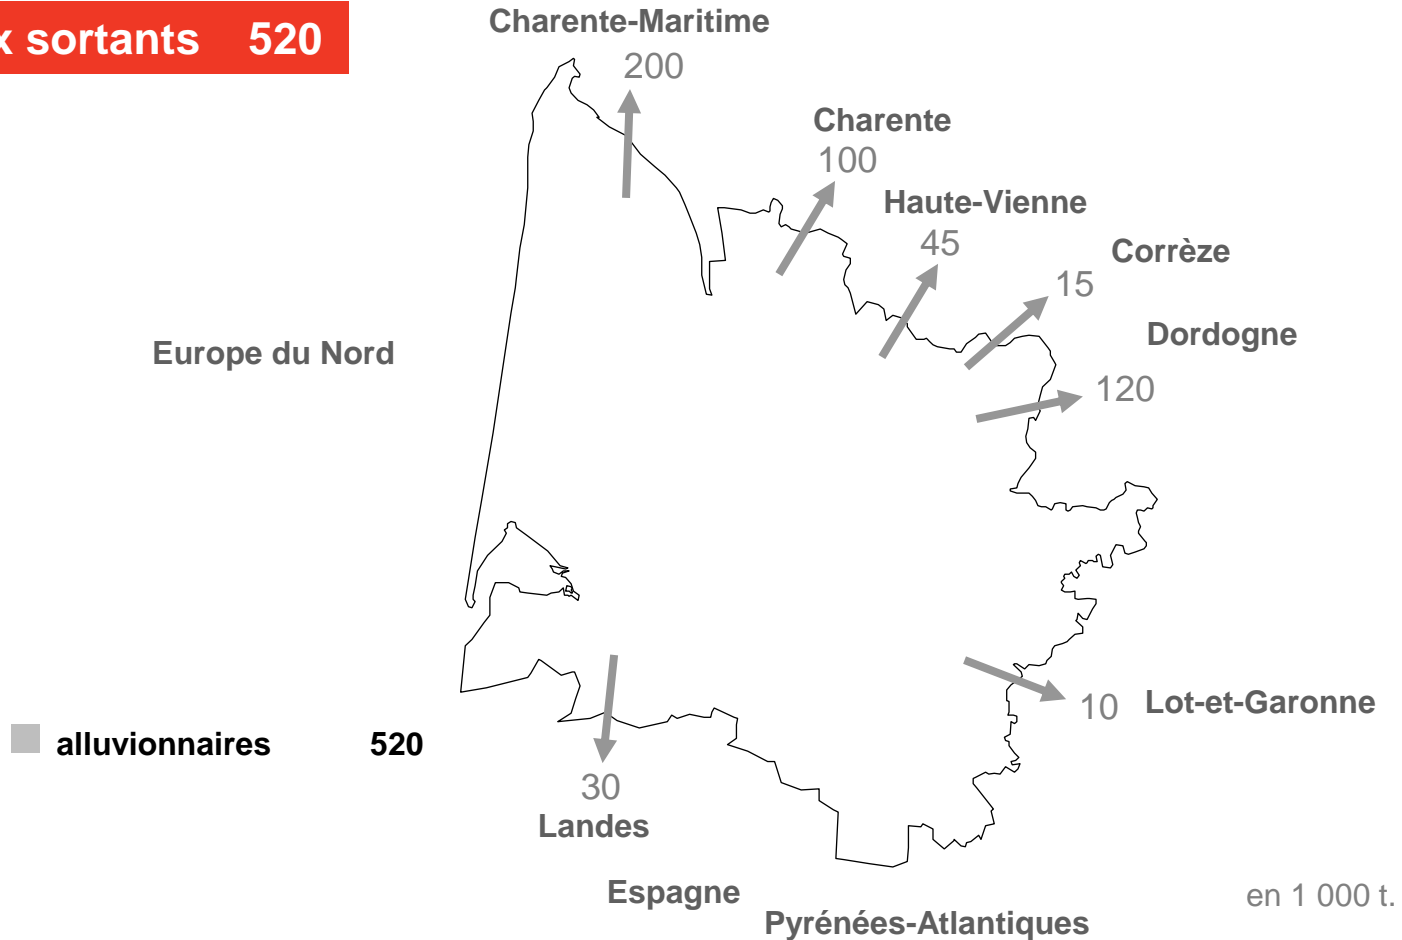 x sortants 520
Charente-Maritime
200
Charente
100
Haute-Vienne
45
Corrèze
15
Dordogne
120
Europe du Nord
10 Lot-et-Garonne
alluvionnaires 520
30
Landes
Espagne
Pyrénées-Atlantiques
en 1 000 t.